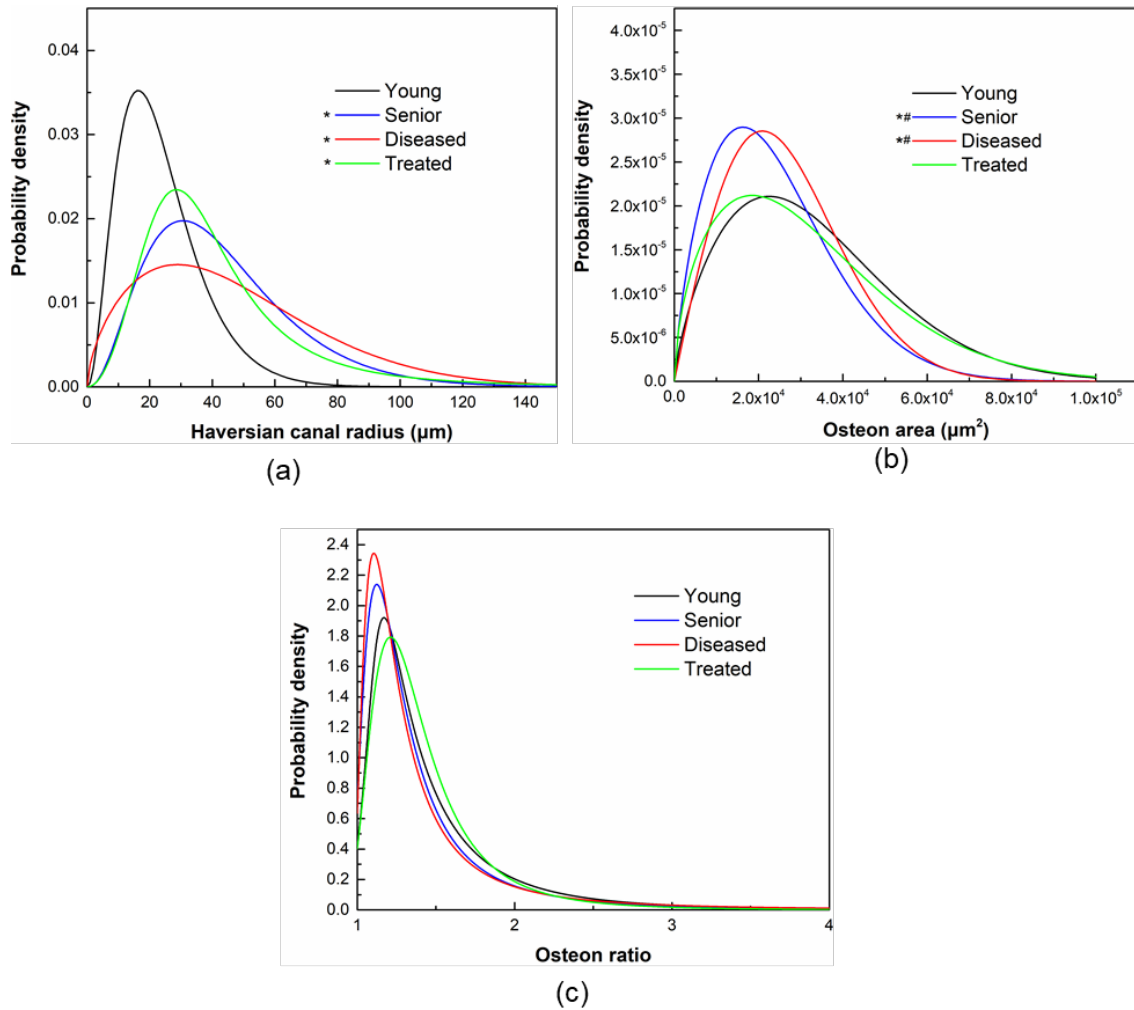 0.04
0.03
0.02
0.01
0.00
0 20 40 60 80 100 120 140
Probability density
Haversian canal radius (µm)
Young
* Senior
* Diseased
* Treated
(a)
4.0x10⁻⁵
3.5x10⁻⁵
3.0x10⁻⁵
2.5x10⁻⁵
2.0x10⁻⁵
1.5x10⁻⁵
1.0x10⁻⁵
5.0x10⁻⁶
0.0
0.0 2.0x10⁴ 4.0x10⁴ 6.0x10⁴ 8.0x10⁴ 1.0x10⁵
Probability density
Osteon area (µm²)
Young
*# Senior
*# Diseased
Treated
(b)
2.4
2.2
2.0
1.8
1.6
1.4
1.2
1.0
0.8
0.6
0.4
0.2
0.0
1 2 3 4
Probability density
Osteon ratio
Young
Senior
Diseased
Treated
(c)